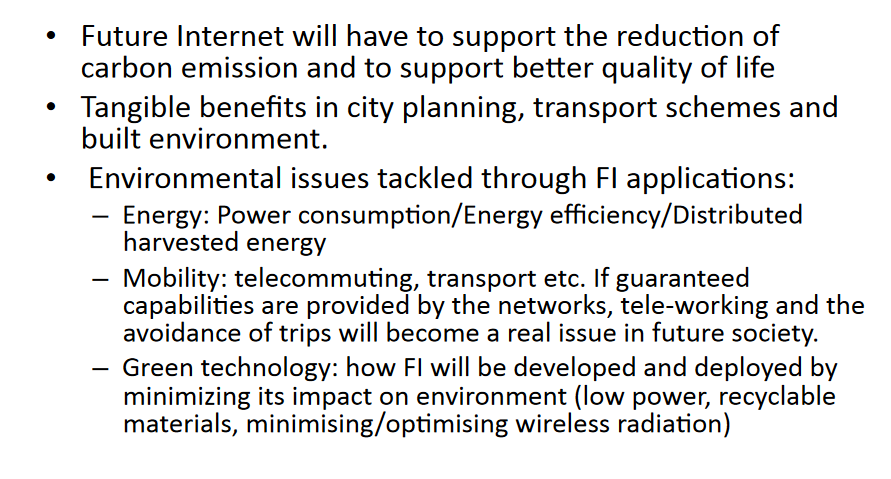 • Future Internet will have to support the reduction of
carbon emission and to support better quality of life
• Tangible benefits in city planning, transport schemes and
built environment.
• Environmental issues tackled through FI applications:
– Energy: Power consumption/Energy efficiency/Distributed
harvested energy
– Mobility: telecommuting, transport etc. If guaranteed
capabilities are provided by the networks, tele-working and the
avoidance of trips will become a real issue in future society.
– Green technology: how FI will be developed and deployed by
minimizing its impact on environment (low power, recyclable
materials, minimising/optimising wireless radiation)